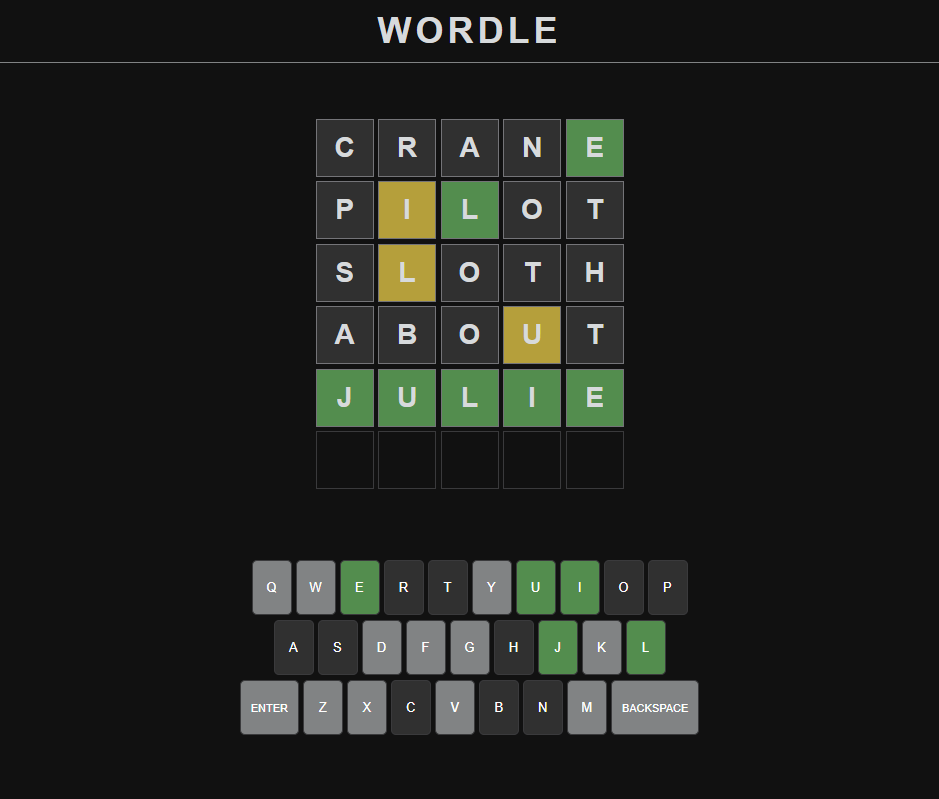 WORDLE
C R A N E
P I L O T
S L O T H
A B O U T
J U L I E
Q W E R T Y U I O P
A S D F G H J K L
ENTER Z X C V B N M BACKSPACE